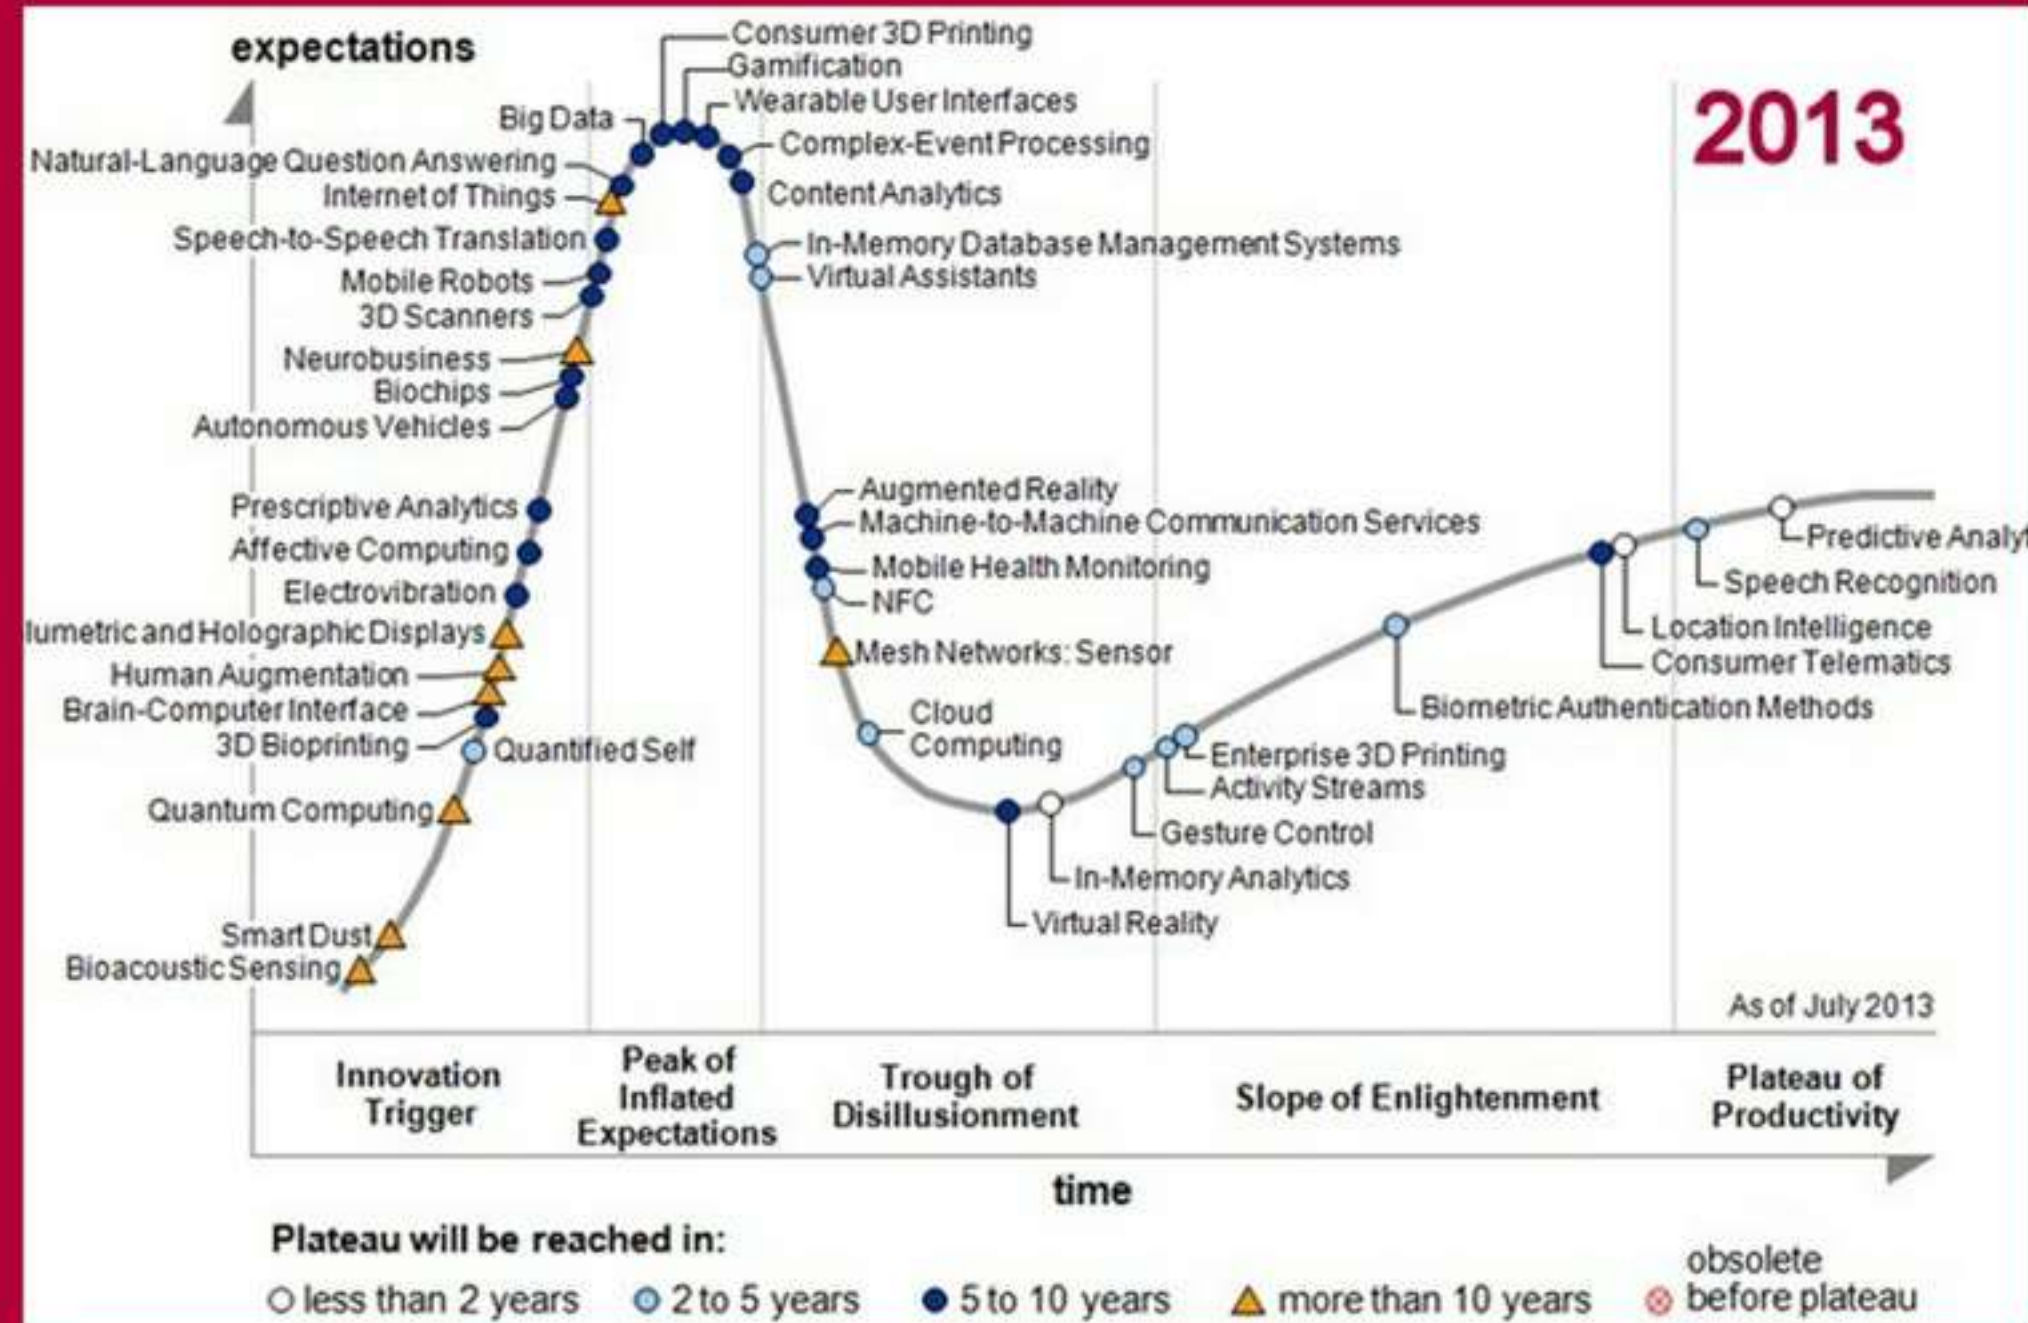 expectations
2013
Consumer 3D Printing
Gamification
Wearable User Interfaces
Big Data
Complex-Event Processing
Natural-Language Question Answering
Content Analytics
Internet of Things
Speech-to-Speech Translation
In-Memory Database Management Systems
Mobile Robots
Virtual Assistants
3D Scanners
Neurobusiness
Biochips
Autonomous Vehicles
Prescriptive Analytics
Affective Computing
Electrovibration
lumetric and Holographic Displays
Human Augmentation
Brain-Computer Interface
3D Bioprinting
Quantified Self
Quantum Computing
Smart Dust
Bioacoustic Sensing
Augmented Reality
Machine-to-Machine Communication Services
Mobile Health Monitoring
NFC
Mesh Networks: Sensor
Cloud
Computing
Predictive Analyt
Speech Recognition
Location Intelligence
Consumer Telematics
Biometric Authentication Methods
Enterprise 3D Printing
Activity Streams
Gesture Control
In-Memory Analytics
Virtual Reality
As of July 2013
Innovation
Trigger
Peak of
Inflated
Expectations
Trough of
Disillusionment
Slope of Enlightenment
Plateau of
Productivity
time
Plateau will be reached in:
less than 2 years
2 to 5 years
5 to 10 years
more than 10 years
obsolete
before plateau